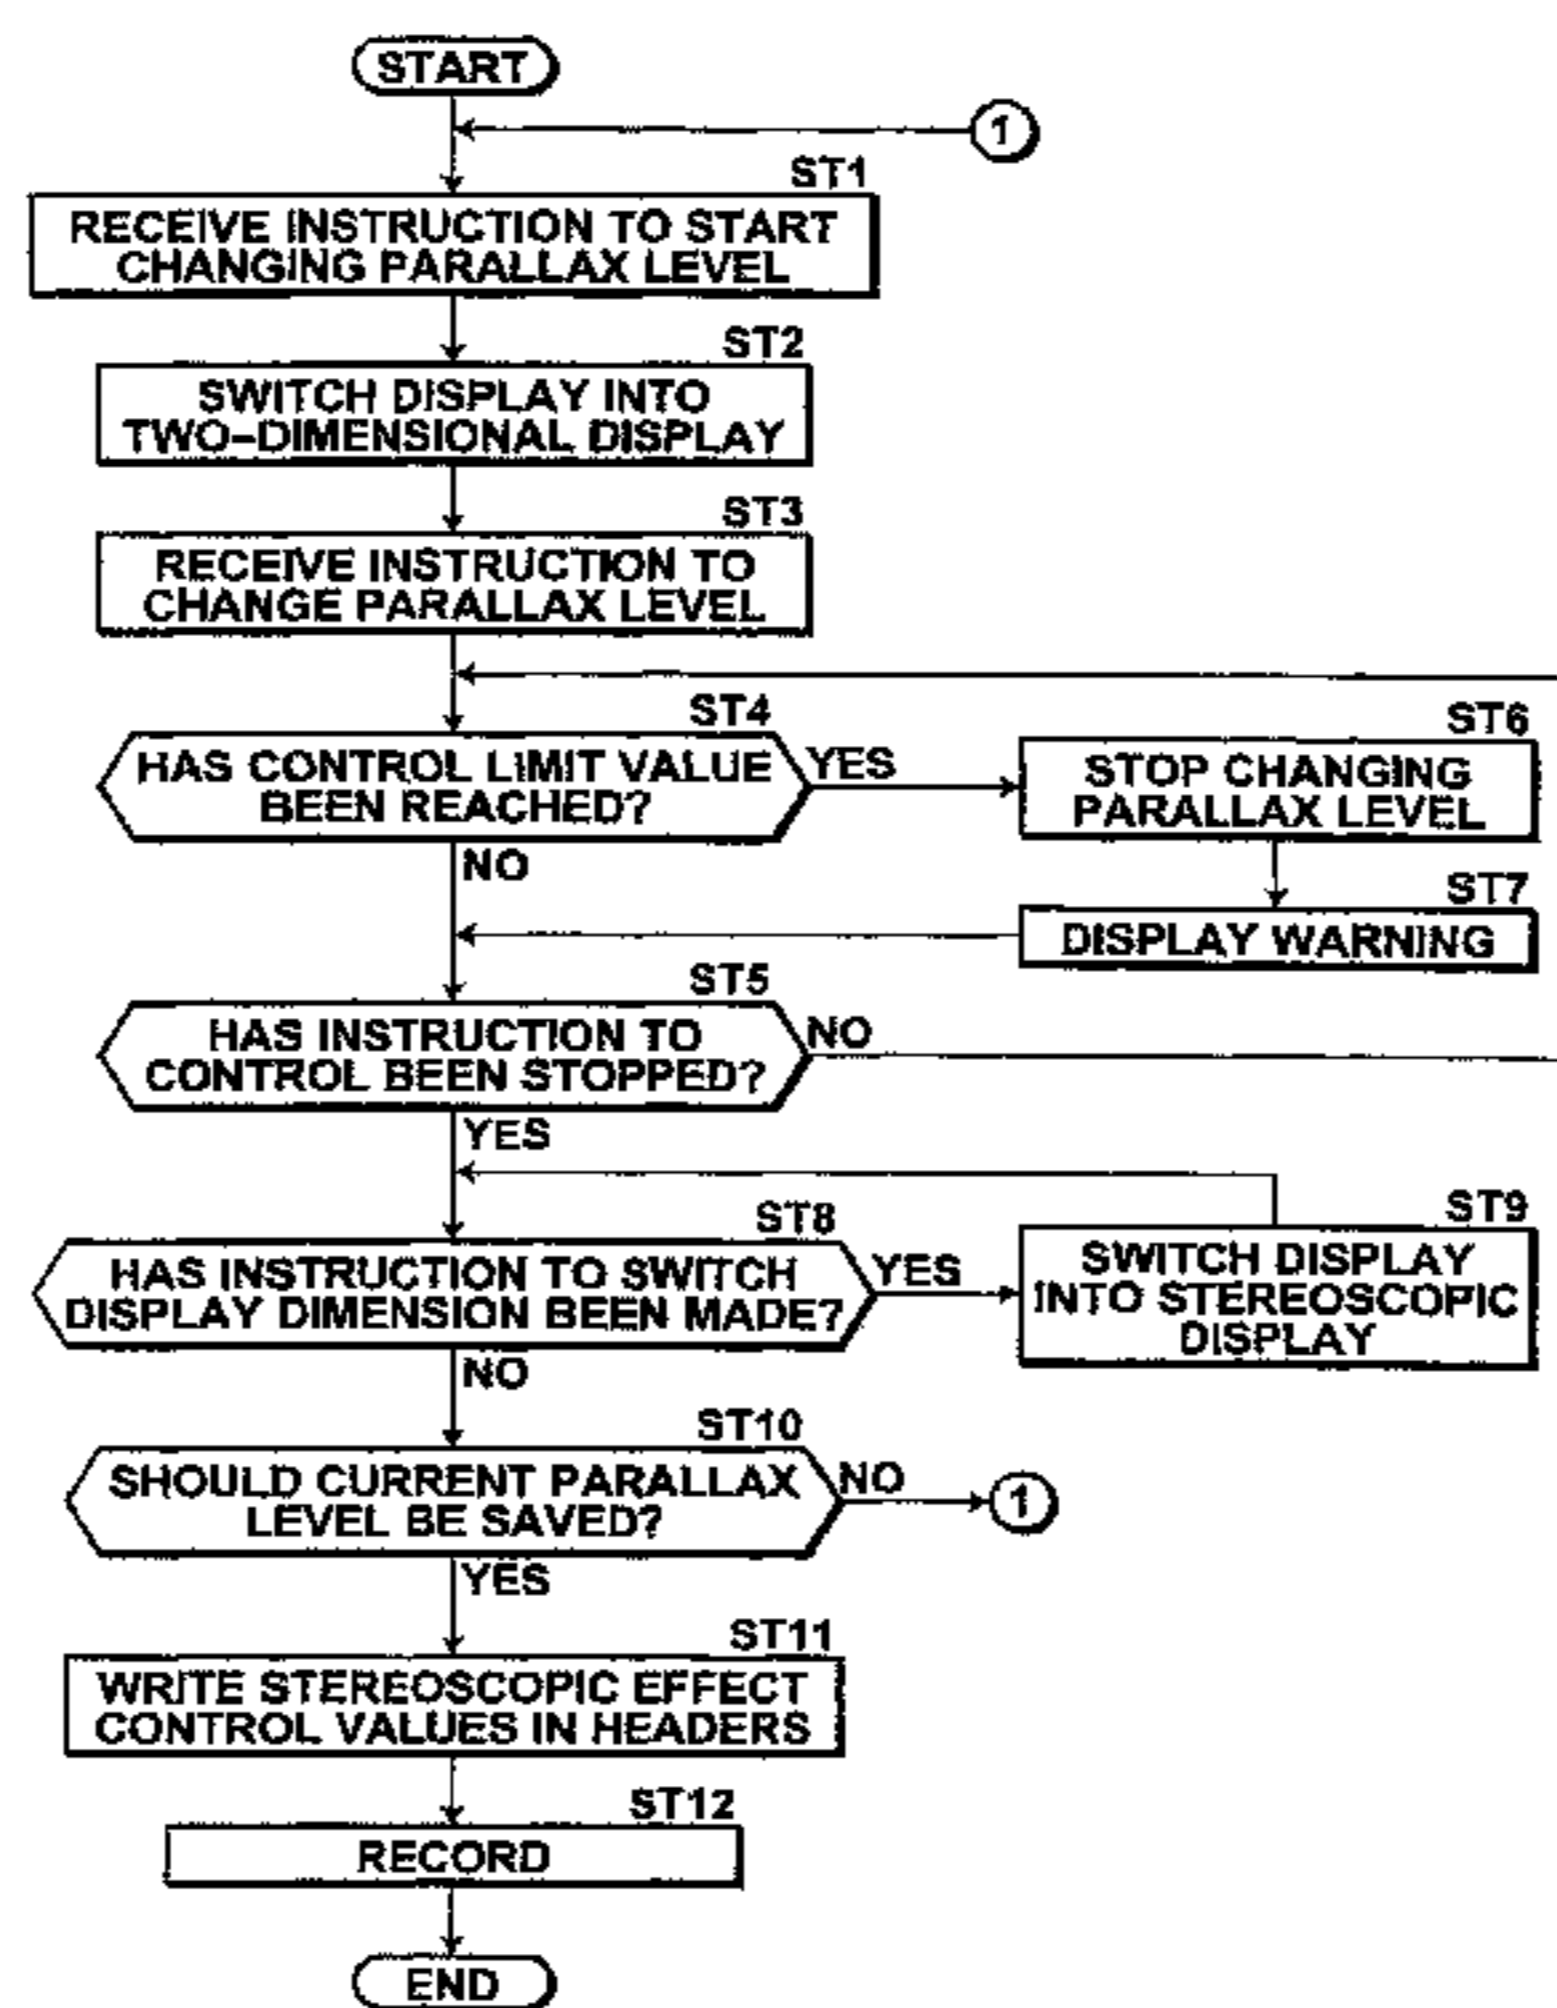 START
1
ST1
RECEIVE INSTRUCTION TO START
CHANGING PARALLAX LEVEL
ST2
SWITCH DISPLAY INTO
TWO-DIMENSIONAL DISPLAY
ST3
RECEIVE INSTRUCTION TO
CHANGE PARALLAX LEVEL
ST4
HAS CONTROL LIMIT VALUE
BEEN REACHED?
YES
NO
ST6
STOP CHANGING
PARALLAX LEVEL
ST7
DISPLAY WARNING
ST5
HAS INSTRUCTION TO
CONTROL BEEN STOPPED?
NO
YES
ST8
HAS INSTRUCTION TO SWITCH
DISPLAY DIMENSION BEEN MADE?
YES
NO
ST9
SWITCH DISPLAY
INTO STEREOSCOPIC
DISPLAY
ST10
SHOULD CURRENT PARALLAX
LEVEL BE SAVED?
NO
1
YES
ST11
WRITE STEREOSCOPIC EFFECT
CONTROL VALUES IN HEADERS
ST12
RECORD
END